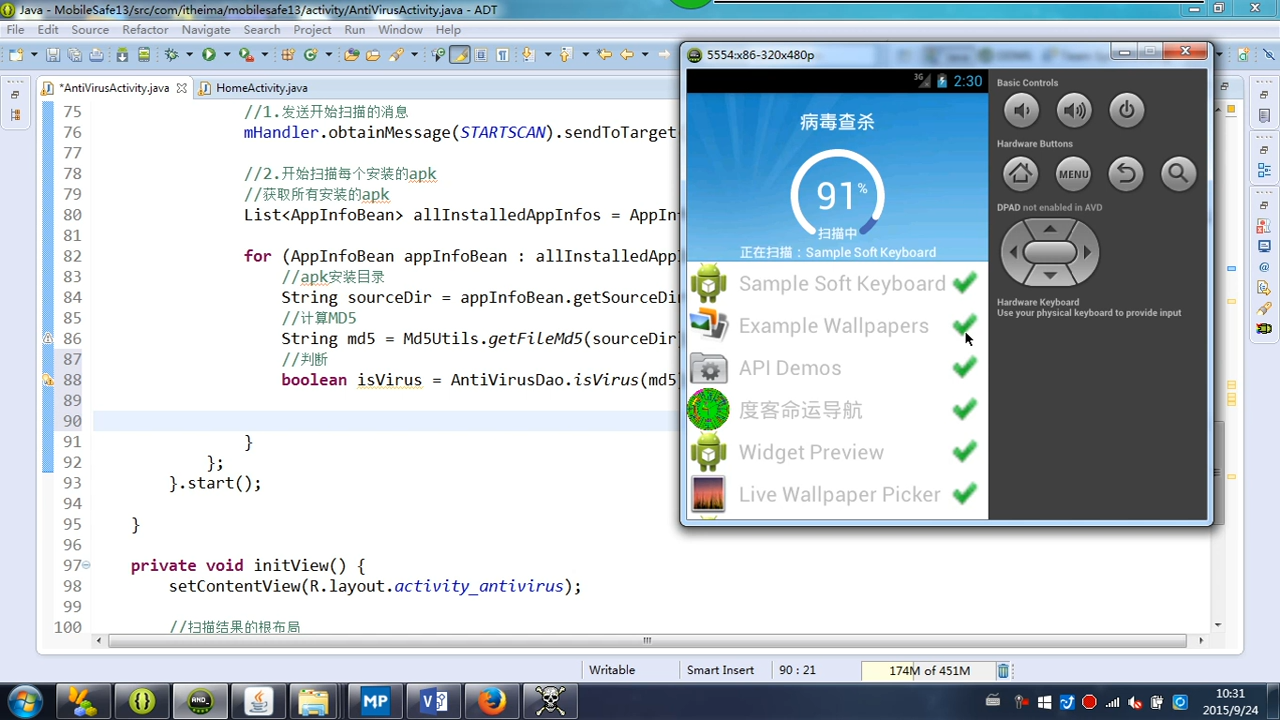 Java - MobileSafe13/src/com/itheima/mobilesafe13/activity/AntiVirusActivity.java - ADT
File Edit Source Refactor Navigate Search Project Run Window Help
*AntiVirusActivity.java HomeActivity.java
75 //1.发送开始扫描的消息
76 mHandler.obtainMessage(STARTSCAN).sendToTarget
77
78 //2.开始扫描每个安装的apk
79 //获取所有安装的apk
80 List<AppInfoBean> allInstalledAppInfos = AppIn
81
82 for (AppInfoBean appInfoBean : allInstalledAppInf
83 //apk安装目录
84 String sourceDir = appInfoBean.getSourceDi
85 //计算MD5
86 String md5 = Md5Utils.getFileMd5(sourceDir
87 //判断
88 boolean isVirus = AntiVirusDao.isVirus(md5
89
90
91 }
92 };
93 }.start();
94
95 }
96
97 private void initView() {
98 setContentView(R.layout.activity_antivirus);
99
100 //扫描结果的根布局
Writable Smart Insert 90 : 21 174M of 451M
5554:x86-320x480p
3G 2:30
病毒查杀
91%
扫描中
正在扫描：Sample Soft Keyboard
Sample Soft Keyboard
Example Wallpapers
API Demos
度客命运导航
Widget Preview
Live Wallpaper Picker
Basic Controls
Hardware Buttons
MENU
DPAD not enabled in AVD
Hardware Keyboard
Use your physical keyboard to provide input
AND_
MP
10:31
2015/9/24